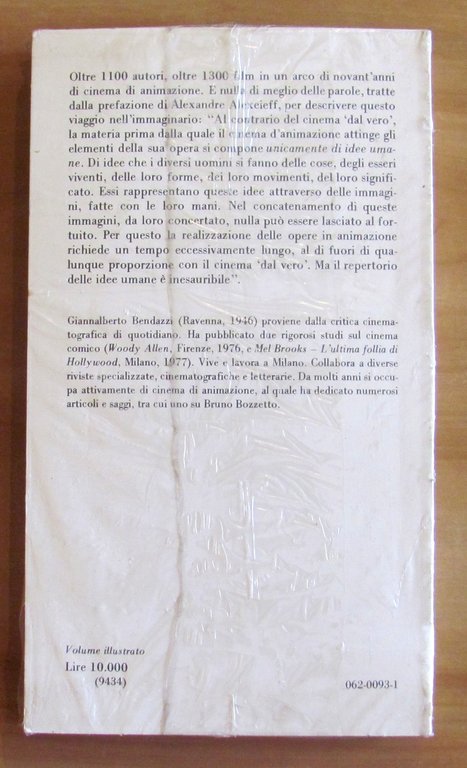 Oltre 1100 autori, oltre 1300 film in un arco di novant'anni
di cinema di animazione. E nulla di meglio delle parole, tratte
dalla prefazione di Alexandre Alexeieff, per descrivere questo
viaggio nell'immaginario: "Al contrario del cinema 'dal vero',
la materia prima dalla quale il cinema d'animazione attinge gli
elementi della sua opera si compone unicamente di idee uma-
ne. Di idee che i diversi uomini si fanno delle cose, degli esseri
viventi, delle loro forme, dei loro movimenti, del loro signifi-
cato. Essi rappresentano queste idee attraverso delle immagi-
ni, fatte con le loro mani. Nel concatenamento di queste
immagini, da loro concertato, nulla può essere lasciato al for-
tuito. Per questo la realizzazione delle opere in animazione
richiede un tempo eccessivamente lungo, al di fuori di qua-
lunque proporzione con il cinema 'dal vero'. Ma il repertorio
delle idee umane è inesauribile".
Giannalberto Bendazzi (Ravenna, 1946) proviene dalla critica cinema-
tografica di quotidiano. Ha pubblicato due rigorosi studi sul cinema
comico (Woody Allen, Firenze, 1976, e Mel Brooks – L'ultima follia di
Hollywood, Milano, 1977). Vive e lavora a Milano. Collabora a diverse
riviste specializzate, cinematografiche e letterarie. Da molti anni si occu-
pa attivamente di cinema di animazione, al quale ha dedicato numerosi
articoli e saggi, tra cui uno su Bruno Bozzetto.
Volume illustrato
Lire 10.000
(9434)
062-0093-1